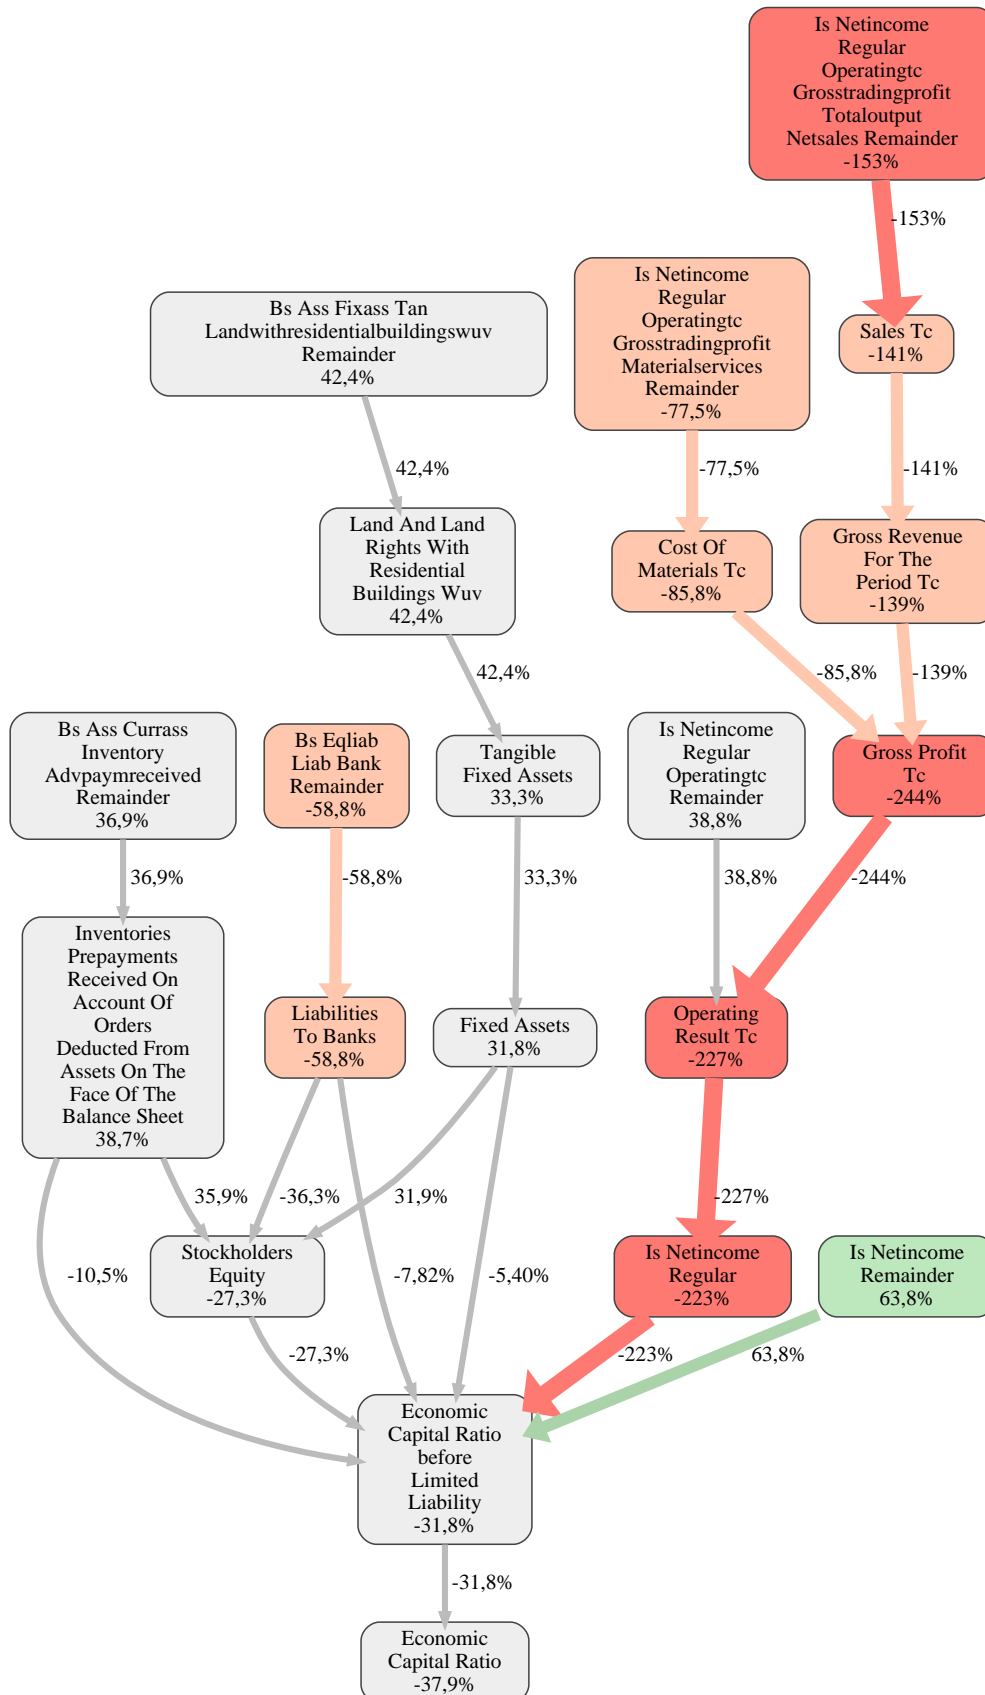 Is Netincome
Regular
Operatingtc
Grosstradingprofit
Totaloutput
Netsales Remainder
-153%
-153%
Bs Ass Fixass Tan
Landwithresidentialbuildingswuv
Remainder
42,4%
Is Netincome
Regular
Operatingtc
Grosstradingprofit
Materialservices
Remainder
-77,5%
Sales Tc
-141%
42,4%
-77,5%
-141%
Land And Land
Rights With
Residential
Buildings Wuv
42,4%
Cost Of
Materials Tc
-85,8%
Gross Revenue
For The
Period Tc
-139%
42,4%
-85,8%
-139%
Bs Ass Currass
Inventory
Advpaymreceived
Remainder
36,9%
Bs Eqliab
Liab Bank
Remainder
-58,8%
Tangible
Fixed Assets
33,3%
Is Netincome
Regular
Operatingtc
Remainder
38,8%
Gross Profit
Tc
-244%
36,9%
-58,8%
33,3%
38,8%
-244%
Inventories
Prepayments
Received On
Account Of
Orders
Deducted From
Assets On The
Face Of The
Balance Sheet
38,7%
Liabilities
To Banks
-58,8%
Fixed Assets
31,8%
Operating
Result Tc
-227%
35,9%
-36,3%
31,9%
-227%
Stockholders
Equity
-27,3%
Is Netincome
Regular
-223%
Is Netincome
Remainder
63,8%
-10,5%
-7,82%
-5,40%
-27,3%
-223%
63,8%
Economic
Capital Ratio
before
Limited
Liability
-31,8%
-31,8%
Economic
Capital Ratio
-37,9%